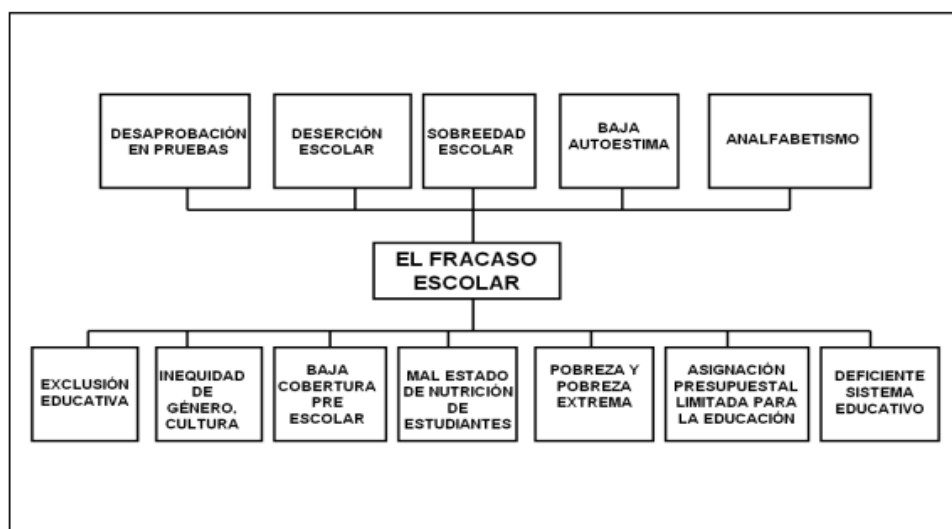 DESAPROBACIÓN
EN PRUEBAS
DESERCIÓN
ESCOLAR
SOBREEDAD
ESCOLAR
BAJA
AUTOESTIMA
ANALFABETISMO
EL FRACASO
ESCOLAR
EXCLUSIÓN
EDUCATIVA
INEQUIDAD
DE
GÉNERO,
CULTURA
BAJA
COBERTURA
PRE
ESCOLAR
MAL ESTADO
DE NUTRICIÓN
DE
ESTUDIANTES
POBREZA Y
POBREZA
EXTREMA
ASIGNACIÓN
PRESUPUESTAL
LIMITADA PARA
LA EDUCACIÓN
DEFICIENTE
SISTEMA
EDUCATIVO